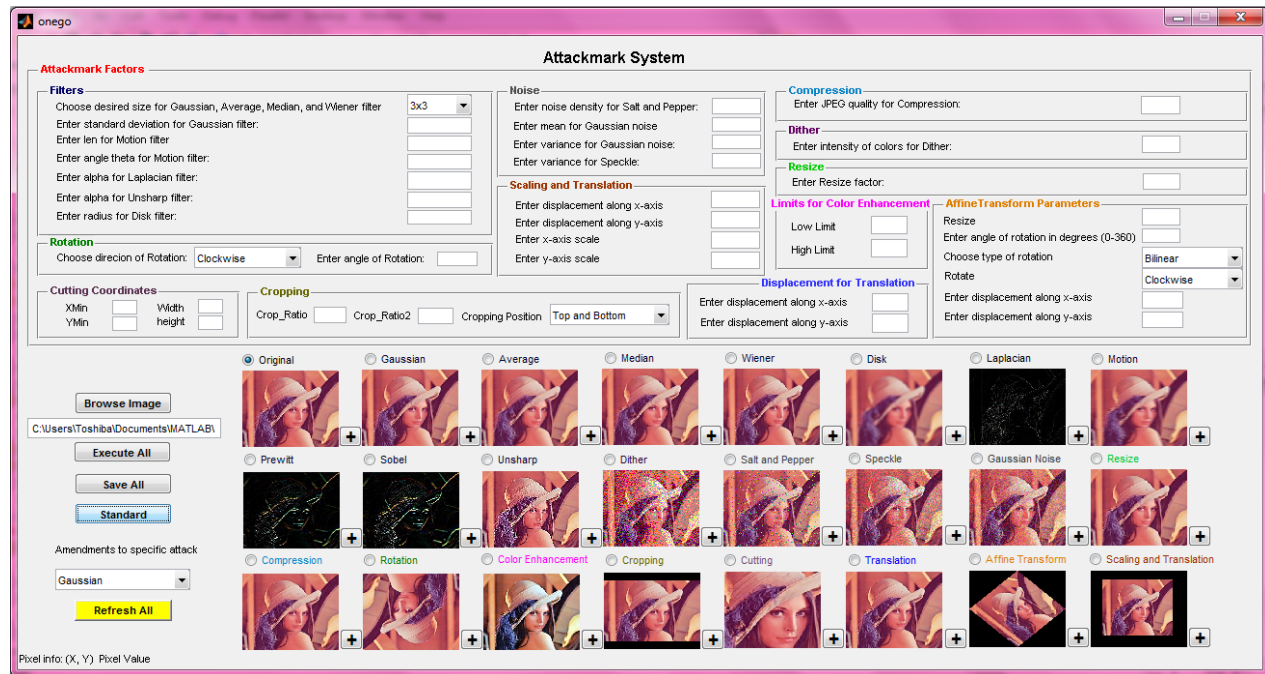 onego
Attackmark System
Attackmark Factors
Filters
Choose desired size for Gaussian, Average, Median, and Wiener filter
3x3
Enter standard deviation for Gaussian filter:
Enter len for Motion filter
Enter angle theta for Motion filter:
Enter alpha for Laplacian filter:
Enter alpha for Unsharp filter:
Enter radius for Disk filter:
Noise
Enter noise density for Salt and Pepper:
Enter mean for Gaussian noise
Enter variance for Gaussian noise:
Enter variance for Speckle:
Compression
Enter JPEG quality for Compression:
Dither
Enter intensity of colors for Dither:
Resize
Enter Resize factor:
Scaling and Translation
Enter displacement along x-axis
Enter displacement along y-axis
Enter x-axis scale
Enter y-axis scale
Limits for Color Enhancement
Low Limit
High Limit
AffineTransform Parameters
Resize
Enter angle of rotation in degrees (0-360)
Choose type of rotation
Bilinear
Rotate
Clockwise
Enter displacement along x-axis
Enter displacement along y-axis
Rotation
Choose direcion of Rotation:
Clockwise
Enter angle of Rotation:
Cutting Coordinates
XMin
Width
YMin
height
Cropping
Crop_Ratio
Crop_Ratio2
Cropping Position
Top and Bottom
Displacement for Translation
Enter displacement along x-axis
Enter displacement along y-axis
Browse Image
C:\Users\Toshiba\Documents\MATLAB\
Execute All
Save All
Standard
Amendments to specific attack
Gaussian
Refresh All
Original
Gaussian
Average
Median
Wiener
Disk
Laplacian
Motion
+ + + + + + + +
Prewitt
Sobel
Unsharp
Dither
Salt and Pepper
Speckle
Gaussian Noise
Resize
+ + + + + + + +
Compression
Rotation
Color Enhancement
Cropping
Cutting
Translation
Affine Transform
Scaling and Translation
+ + + + + + + +
Pixel info: (X, Y) Pixel Value